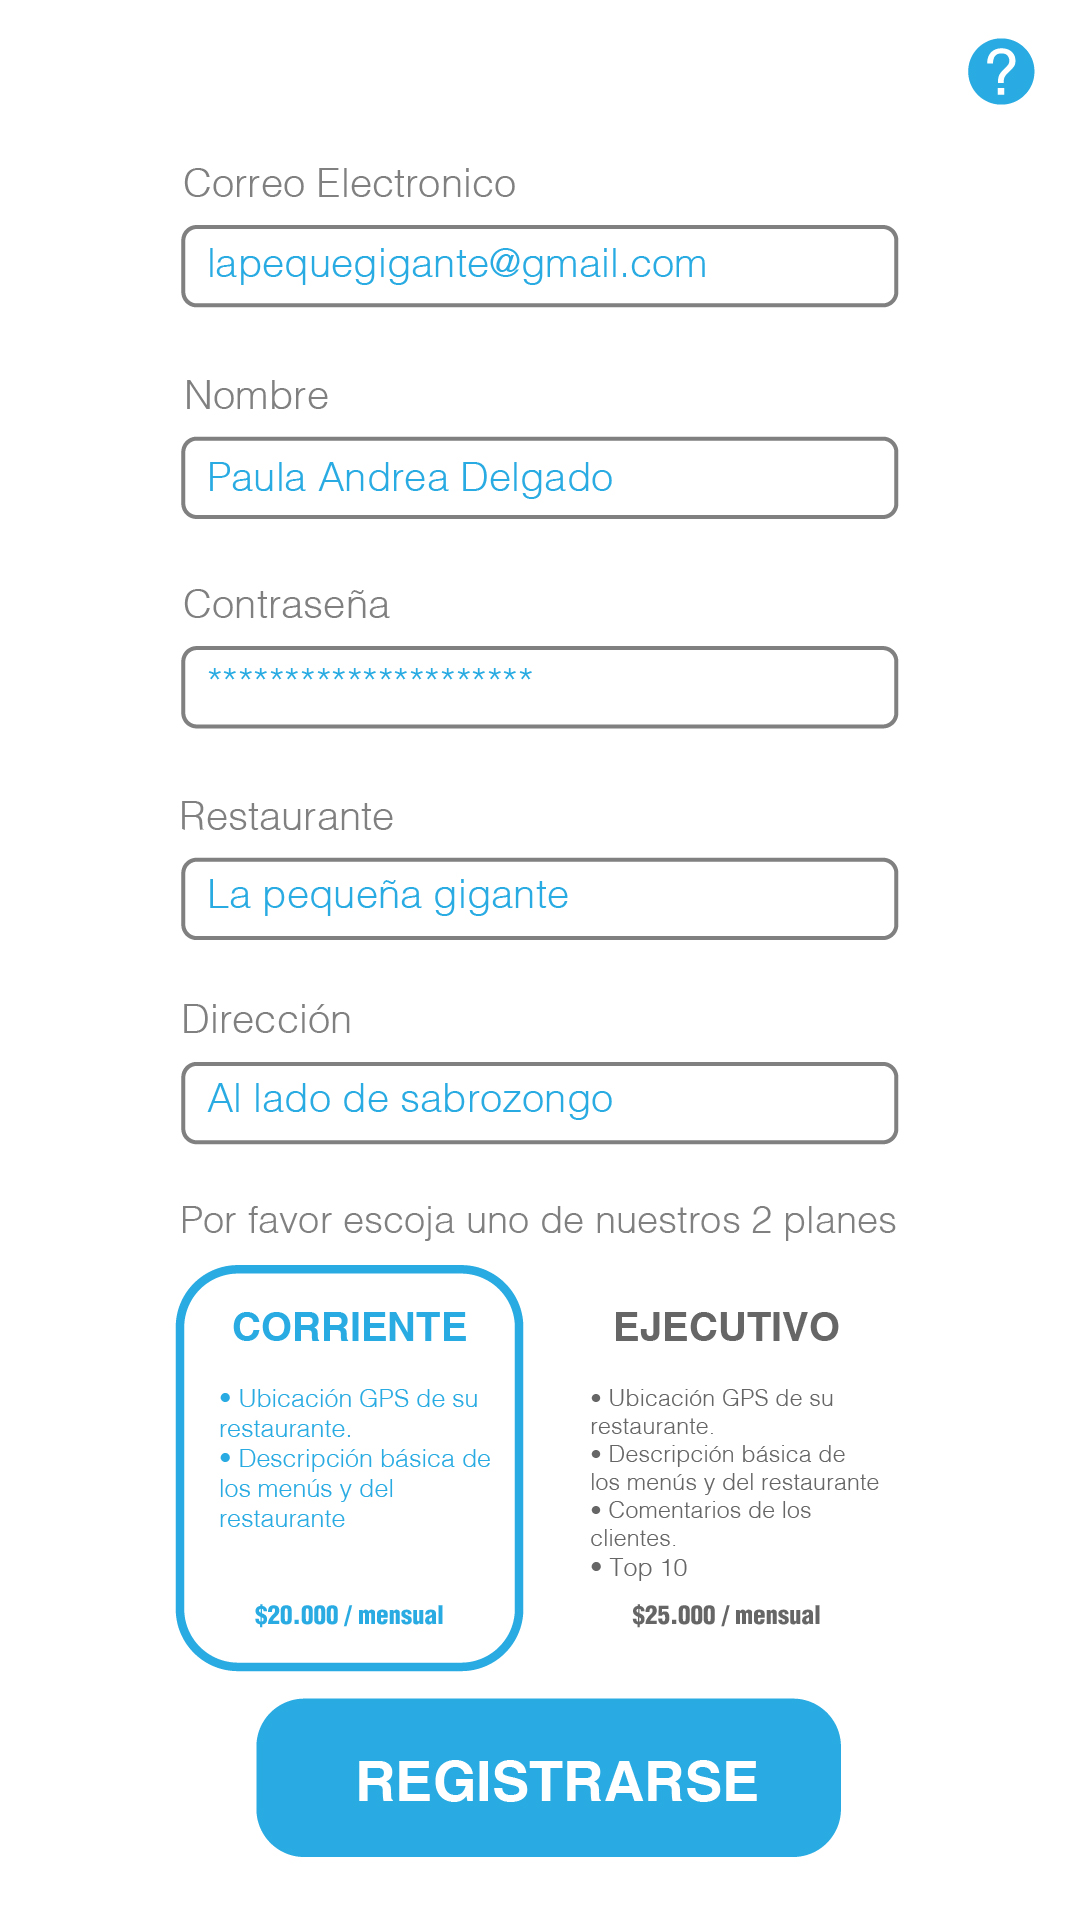 ?
Correo Electronico
lapequegigante@gmail.com
Nombre
Paula Andrea Delgado
Contraseña
*********************
Restaurante
La pequeña gigante
Dirección
Al lado de sabrozongo
Por favor escoja uno de nuestros 2 planes
CORRIENTE
• Ubicación GPS de su
restaurante.
• Descripción básica de
los menús y del
restaurante
$20.000 / mensual
EJECUTIVO
• Ubicación GPS de su
restaurante.
• Descripción básica de
los menús y del restaurante
• Comentarios de los
clientes.
• Top 10
$25.000 / mensual
REGISTRARSE